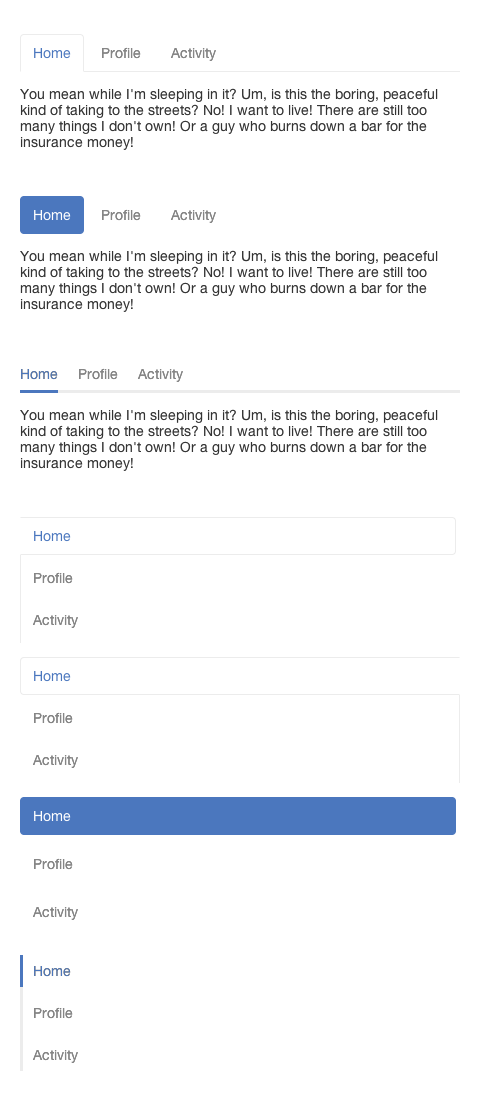 Home Profile Activity
You mean while I'm sleeping in it? Um, is this the boring, peaceful
kind of taking to the streets? No! I want to live! There are still too
many things I don't own! Or a guy who burns down a bar for the
insurance money!
Home Profile Activity
You mean while I'm sleeping in it? Um, is this the boring, peaceful
kind of taking to the streets? No! I want to live! There are still too
many things I don't own! Or a guy who burns down a bar for the
insurance money!
Home Profile Activity
You mean while I'm sleeping in it? Um, is this the boring, peaceful
kind of taking to the streets? No! I want to live! There are still too
many things I don't own! Or a guy who burns down a bar for the
insurance money!
Home
Profile
Activity
Home
Profile
Activity
Home
Profile
Activity
Home
Profile
Activity